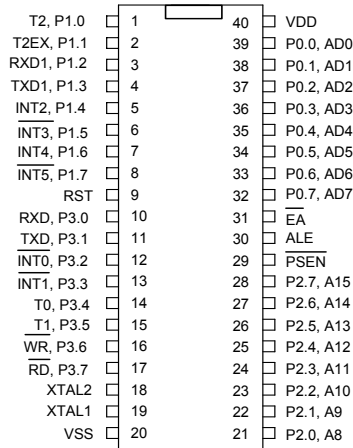 T2, P1.0 1 40 VDD
T2EX, P1.1 2 39 P0.0, AD0
RXD1, P1.2 3 38 P0.1, AD1
TXD1, P1.3 4 37 P0.2, AD2
INT2, P1.4 5 36 P0.3, AD3
INT3, P1.5 6 35 P0.4, AD4
INT4, P1.6 7 34 P0.5, AD5
INT5, P1.7 8 33 P0.6, AD6
RST 9 32 P0.7, AD7
RXD, P3.0 10 31 EA
TXD, P3.1 11 30 ALE
INT0, P3.2 12 29 PSEN
INT1, P3.3 13 28 P2.7, A15
T0, P3.4 14 27 P2.6, A14
T1, P3.5 15 26 P2.5, A13
WR, P3.6 16 25 P2.4, A12
RD, P3.7 17 24 P2.3, A11
XTAL2 18 23 P2.2, A10
XTAL1 19 22 P2.1, A9
VSS 20 21 P2.0, A8